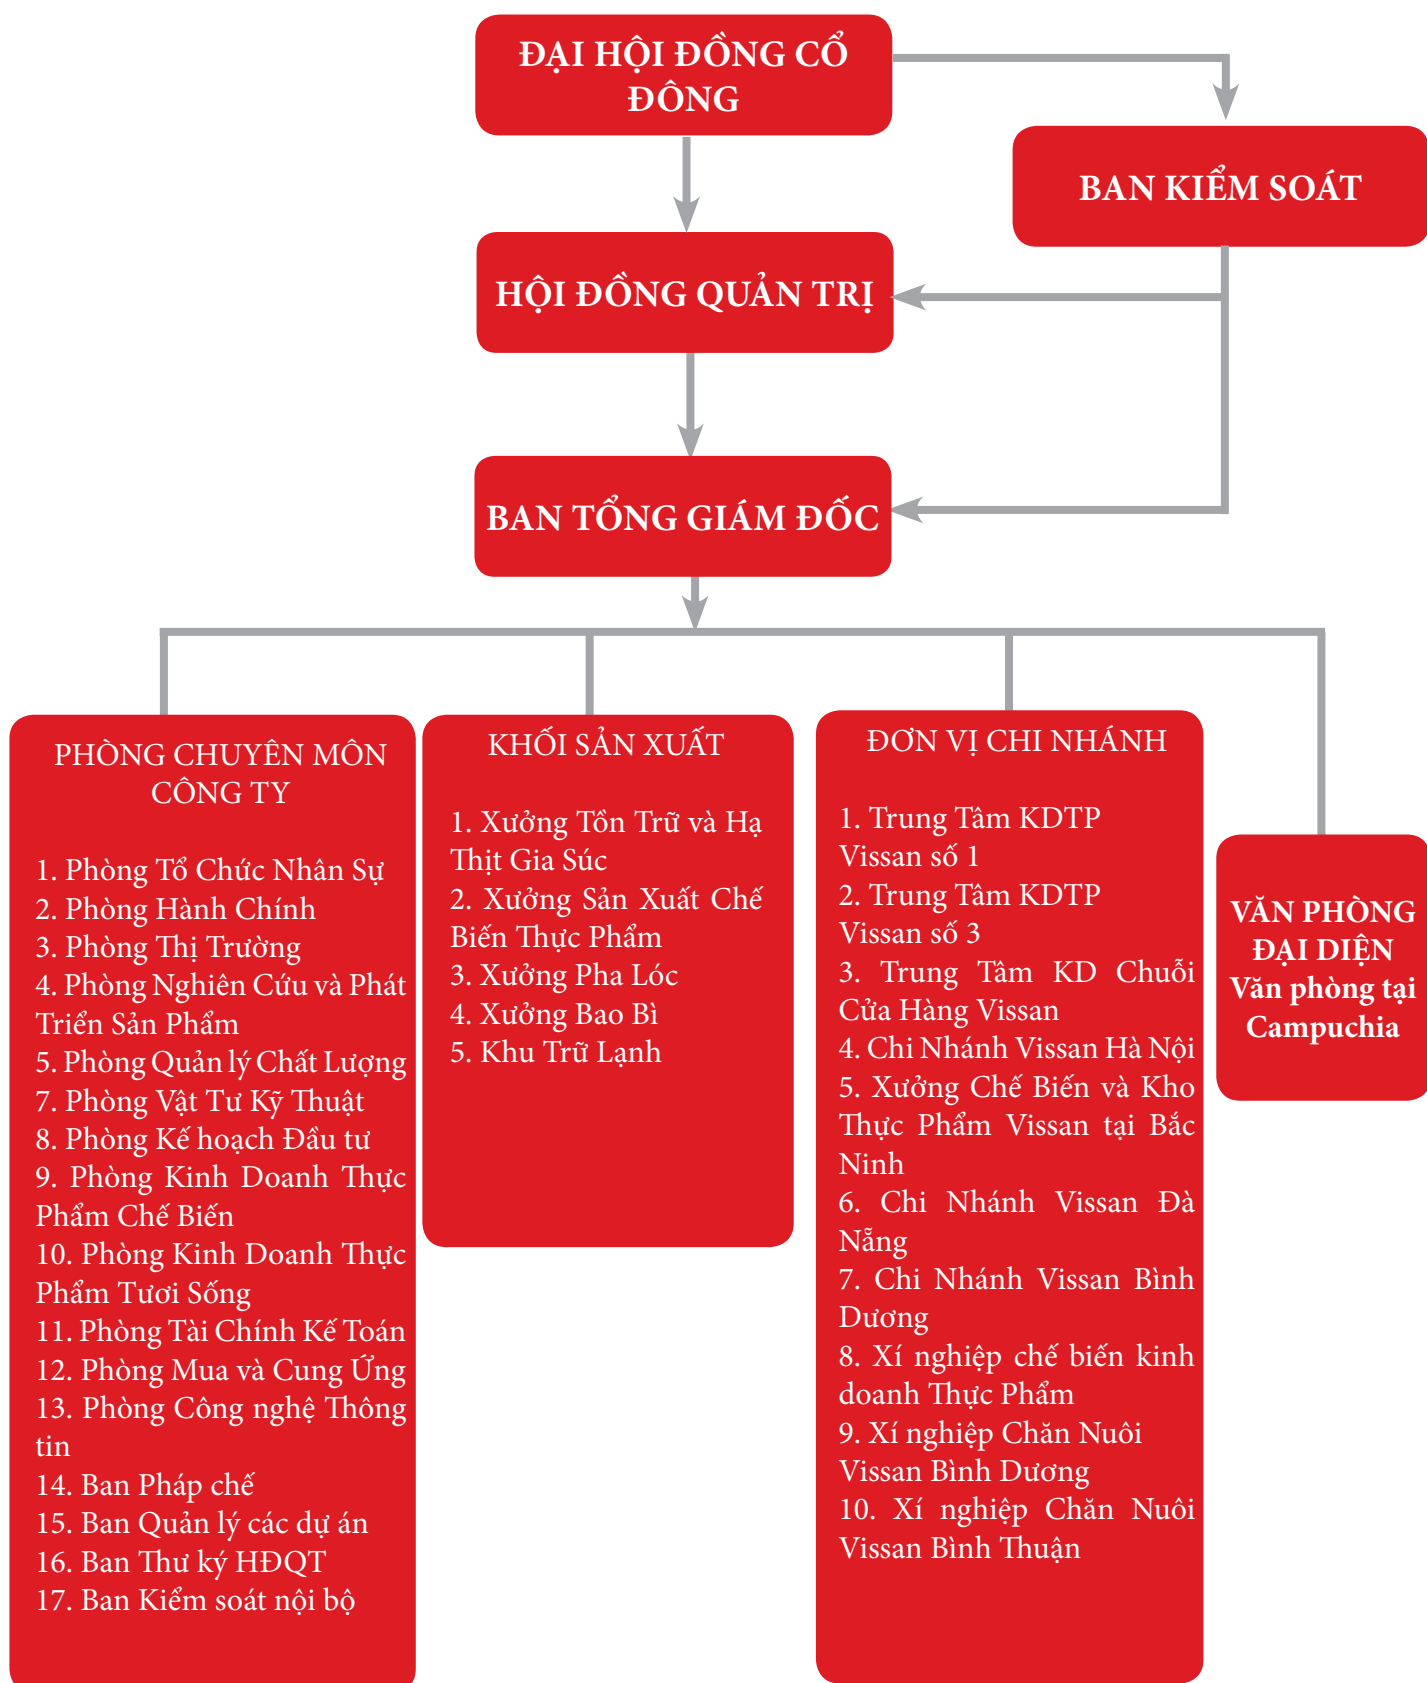 ĐẠI HỘI ĐỒNG CỔ
ĐÔNG
BAN KIỂM SOÁT
HỘI ĐỒNG QUẢN TRỊ
BAN TỔNG GIÁM ĐỐC
PHÒNG CHUYÊN MÔN
CÔNG TY
1. Phòng Tổ Chức Nhân Sự
2. Phòng Hành Chính
3. Phòng Thị Trường
4. Phòng Nghiên Cứu và Phát
Triển Sản Phẩm
5. Phòng Quản lý Chất Lượng
7. Phòng Vật Tư Kỹ Thuật
8. Phòng Kế hoạch Đầu tư
9. Phòng Kinh Doanh Thực
Phẩm Chế Biến
10. Phòng Kinh Doanh Thực
Phẩm Tươi Sống
11. Phòng Tài Chính Kế Toán
12. Phòng Mua và Cung Ứng
13. Phòng Công nghệ Thông
tin
14. Ban Pháp chế
15. Ban Quản lý các dự án
16. Ban Thư ký HĐQT
17. Ban Kiểm soát nội bộ
KHỐI SẢN XUẤT
1. Xưởng Tồn Trữ và Hạ
Thịt Gia Súc
2. Xưởng Sản Xuất Chế
Biến Thực Phẩm
3. Xưởng Pha Lóc
4. Xưởng Bao Bì
5. Khu Trữ Lạnh
ĐƠN VỊ CHI NHÁNH
1. Trung Tâm KDTP
Vissan số 1
2. Trung Tâm KDTP
Vissan số 3
3. Trung Tâm KD Chuỗi
Cửa Hàng Vissan
4. Chi Nhánh Vissan Hà Nội
5. Xưởng Chế Biến và Kho
Thực Phẩm Vissan tại Bắc
Ninh
6. Chi Nhánh Vissan Đà
Nẵng
7. Chi Nhánh Vissan Bình
Dương
8. Xí nghiệp chế biến kinh
doanh Thực Phẩm
9. Xí nghiệp Chăn Nuôi
Vissan Bình Dương
10. Xí nghiệp Chăn Nuôi
Vissan Bình Thuận
VĂN PHÒNG
ĐẠI DIỆN
Văn phòng tại
Campuchia